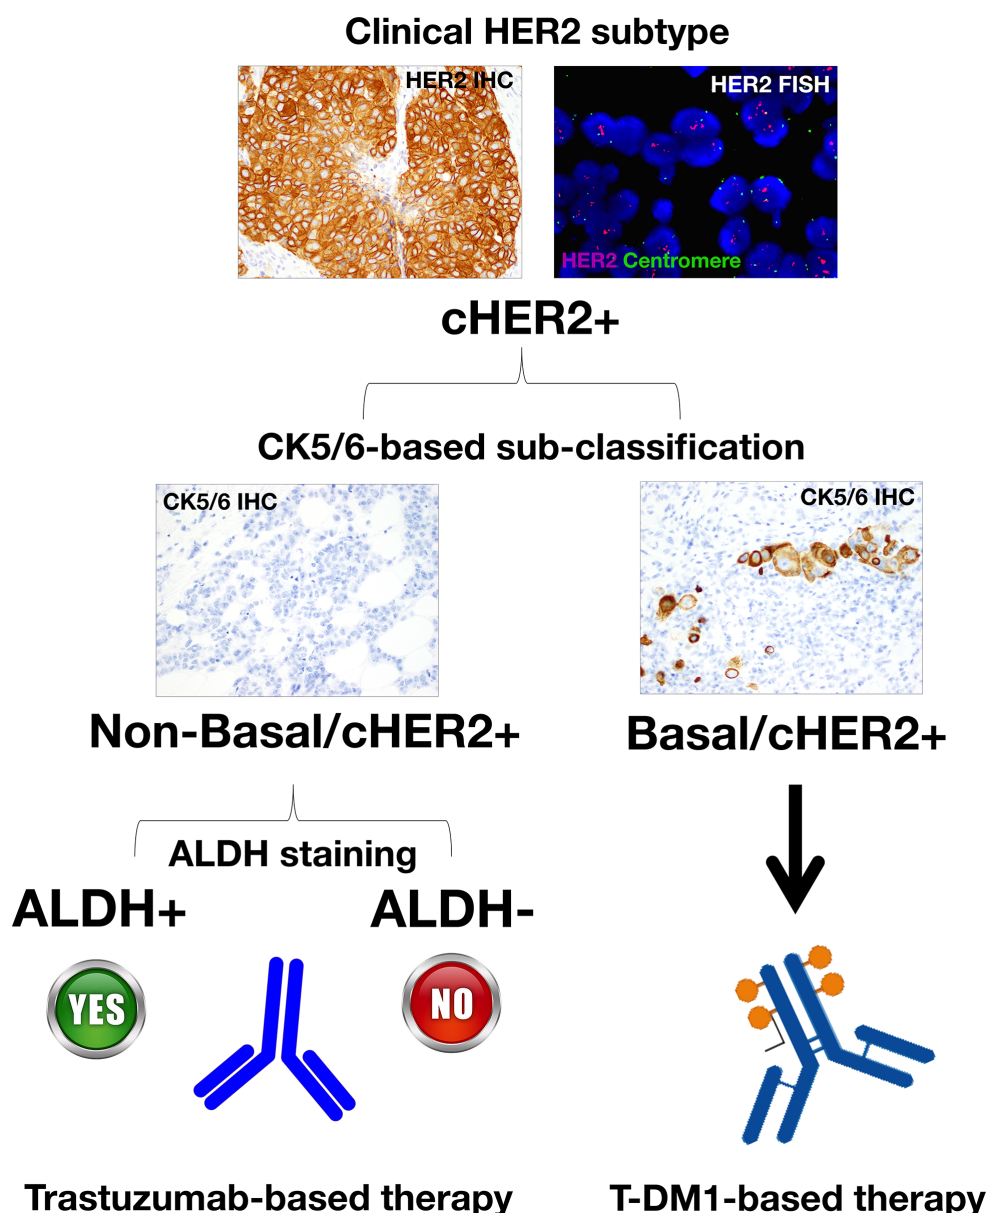 Clinical HER2 subtype
HER2 IHC
HER2 FISH
HER2 Centromere
cHER2+
CK5/6-based sub-classification
CK5/6 IHC
CK5/6 IHC
Non-Basal/cHER2+
Basal/cHER2+
ALDH staining
ALDH+
ALDH-
YES
NO
Trastuzumab-based therapy
T-DM1-based therapy